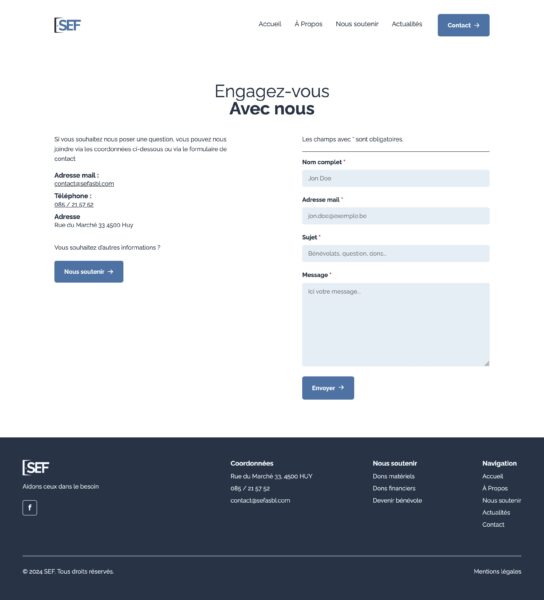 SEF
Accueil À Propos Nous soutenir Actualités Contact →
Engagez-vous
Avec nous
Si vous souhaitez nous poser une question, vous pouvez nous
joindre via les coordonnées ci-dessous ou via le formulaire de
contact
Adresse mail :
contact@sefasbl.com
Téléphone :
085 / 21 57 52
Adresse
Rue du Marché 33 4500 Huy
Vous souhaitez d'autres informations ?
Nous soutenir →
Les champs avec * sont obligatoires.
Nom complet *
Jon Doe
Adresse mail *
jon.doe@exemple.be
Sujet *
Bénévolats, question, dons...
Message *
Ici votre message...
Envoyer →
SEF
Aidons ceux dans le besoin
f
Coordonnées
Rue du Marché 33, 4500 HUY
085 / 21 57 52
contact@sefasbl.com
Nous soutenir
Dons matériels
Dons financiers
Devenir bénévole
Navigation
Accueil
À Propos
Nous soutenir
Actualités
Contact
© 2024 SEF. Tous droits réservés.
Mentions légales